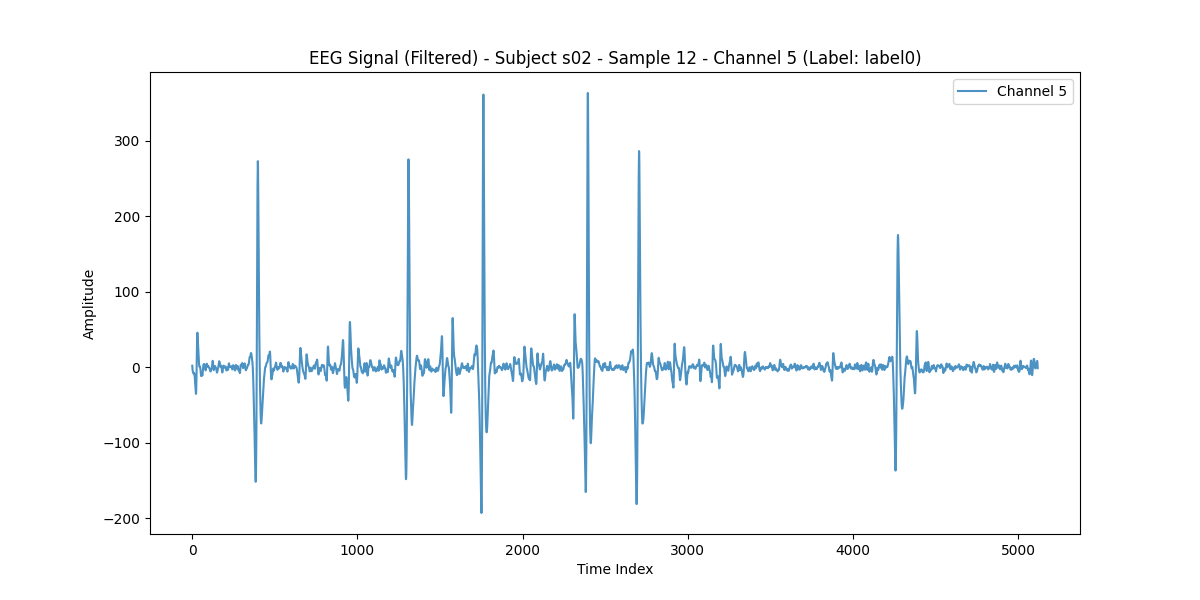 EEG Signal (Filtered) - Subject s02 - Sample 12 - Channel 5 (Label: label0)
Channel 5
300
200
100
0
−100
−200
Amplitude
0 1000 2000 3000 4000 5000
Time Index